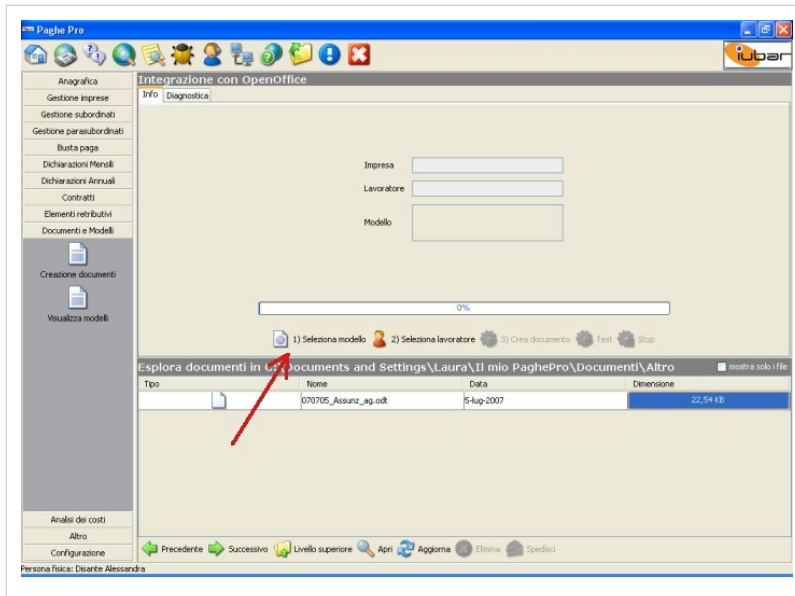 Paghe Pro
iubar
Anagrafica
Gestione imprese
Gestione subordinati
Gestione parasubordinati
Busta paga
Dichiarazioni Mensili
Dichiarazioni Annuali
Contratti
Elementi retributivi
Documenti e Modelli
Creazione documenti
Visualizza modelli
Analisi dei costi
Altro
Configurazione
Integrazione con OpenOffice
Info Diagnostica
Impresa
Lavoratore
Modello
0%
1) Seleziona modello 2) Seleziona lavoratore 3) Crea documento Test Stop
Esplora documenti in C:\Documents and Settings\Laura\Il mio PaghePro\Documenti\Altro mostra solo i file
Tipo Nome Data Dimensione
070705_Assunz_ag.odt 5-lug-2007 22,54 KB
Precedente Successivo Livello superiore Apri Aggiorna Elimina Spedisci
Persona fisica: Disante Alessandra